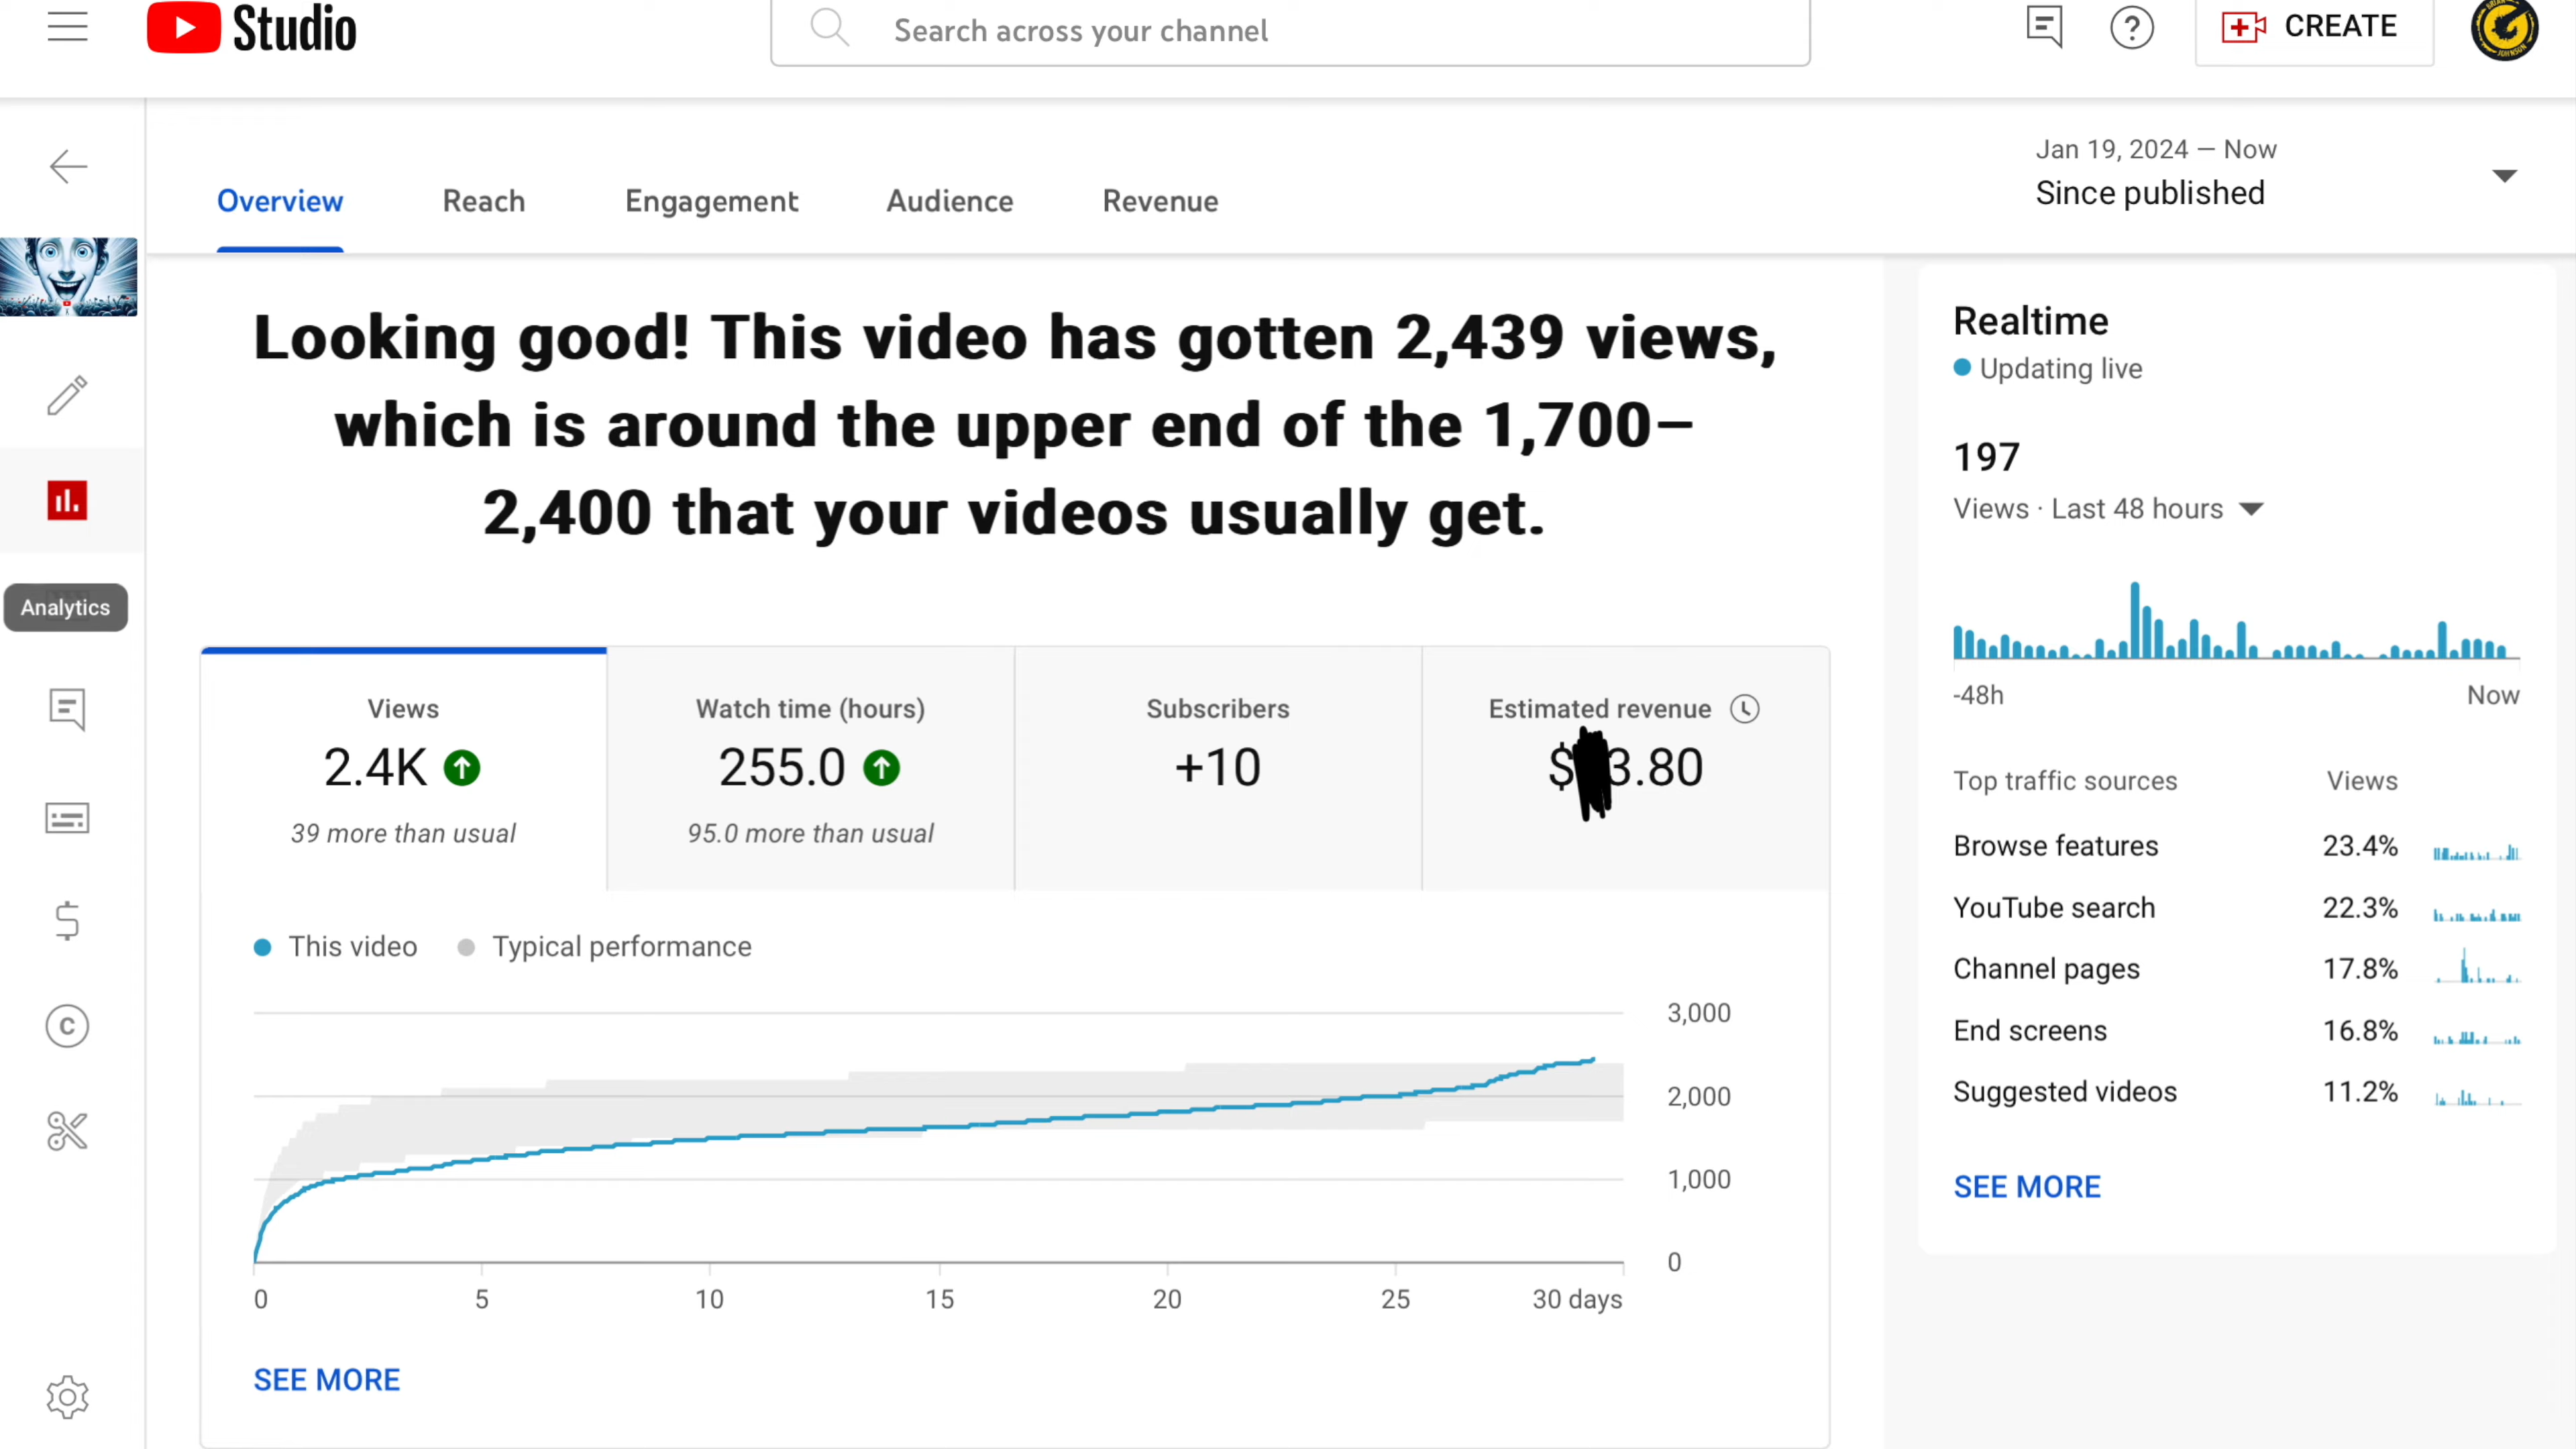 Studio
Search across your channel
CREATE
Overview
Reach
Engagement
Audience
Revenue
Jan 19, 2024 – Now
Since published
Looking good! This video has gotten 2,439 views,
which is around the upper end of the 1,700–
2,400 that your videos usually get.
Analytics
Views
2.4K
39 more than usual
Watch time (hours)
255.0
95.0 more than usual
Subscribers
+10
Estimated revenue
This video
Typical performance
3,000
2,000
1,000
0
0
5
10
15
20
25
30 days
SEE MORE
Realtime
Updating live
197
Views · Last 48 hours
-48h
Now
Top traffic sources
Views
Browse features
23.4%
YouTube search
22.3%
Channel pages
17.8%
End screens
16.8%
Suggested videos
11.2%
SEE MORE